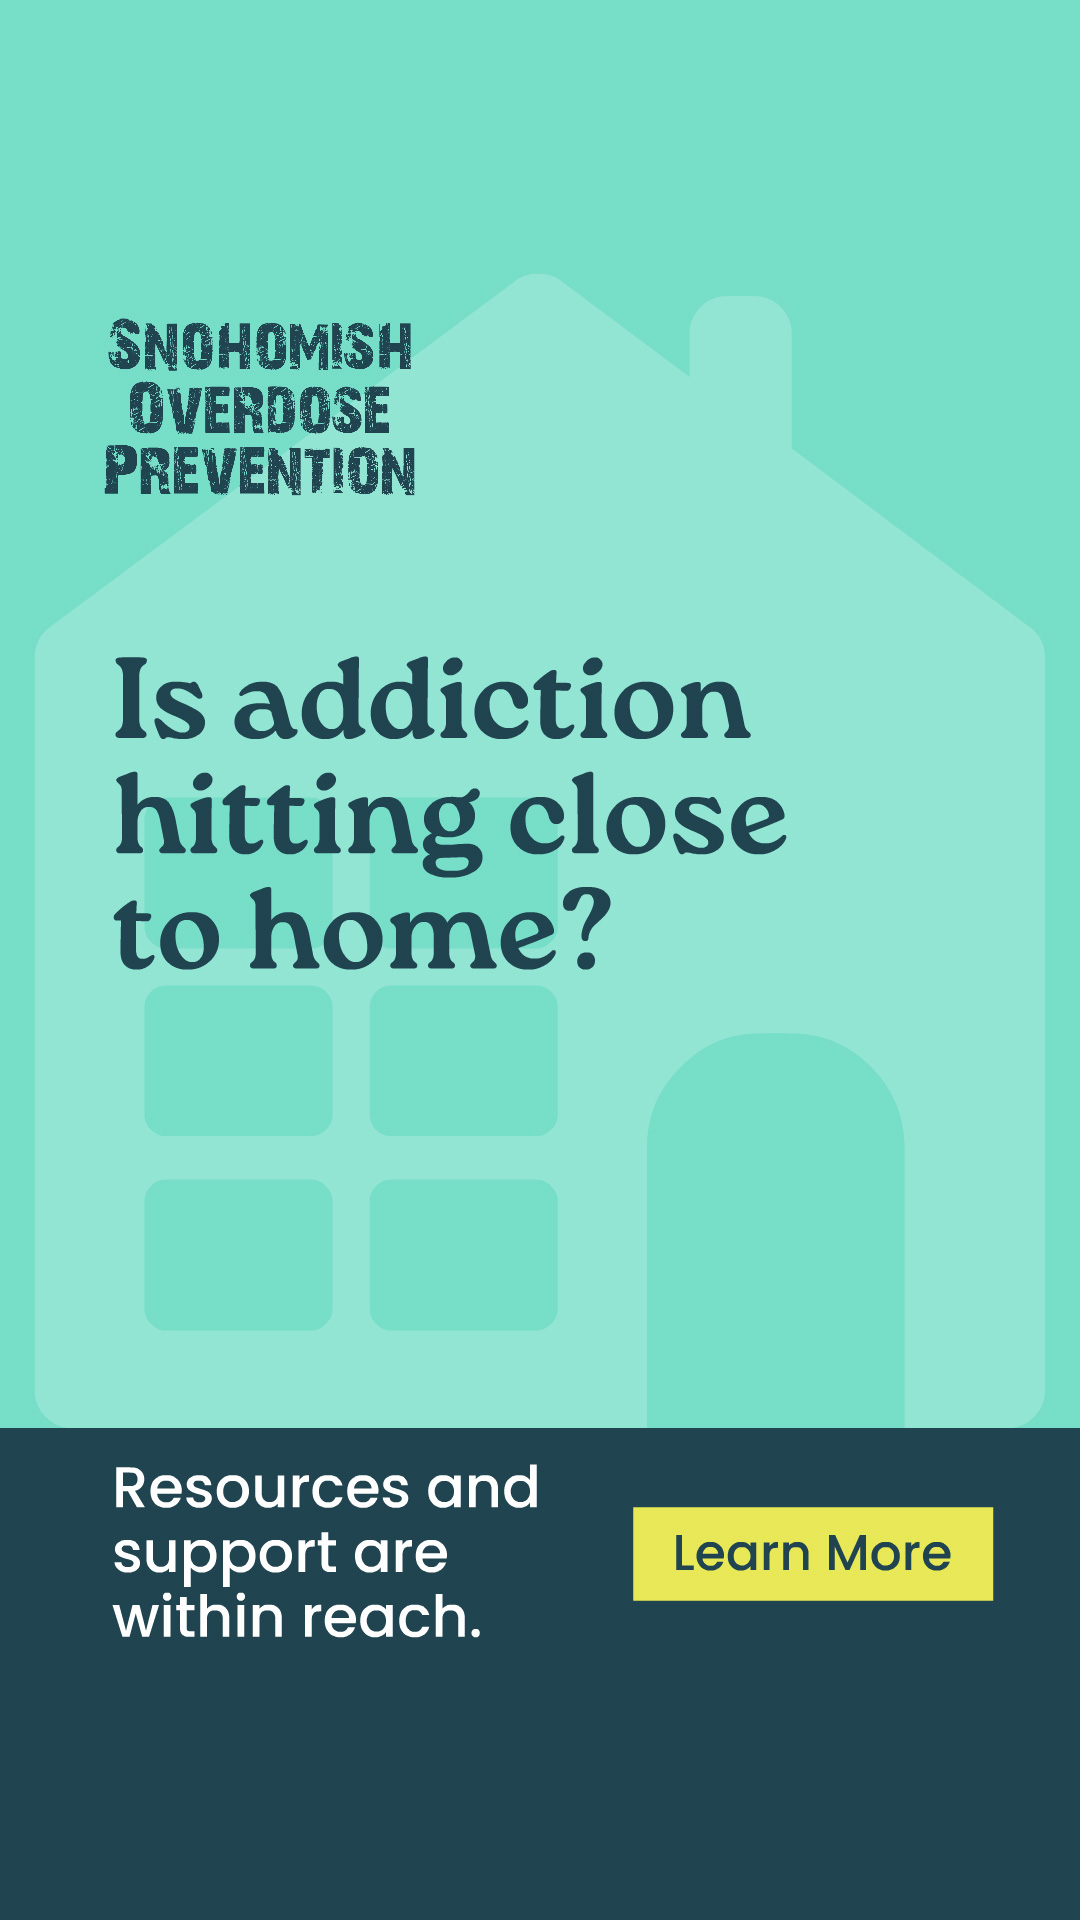 Snohomish
Overdose
Prevention
Is addiction
hitting close
to home?
Resources and
support are
within reach.
Learn More